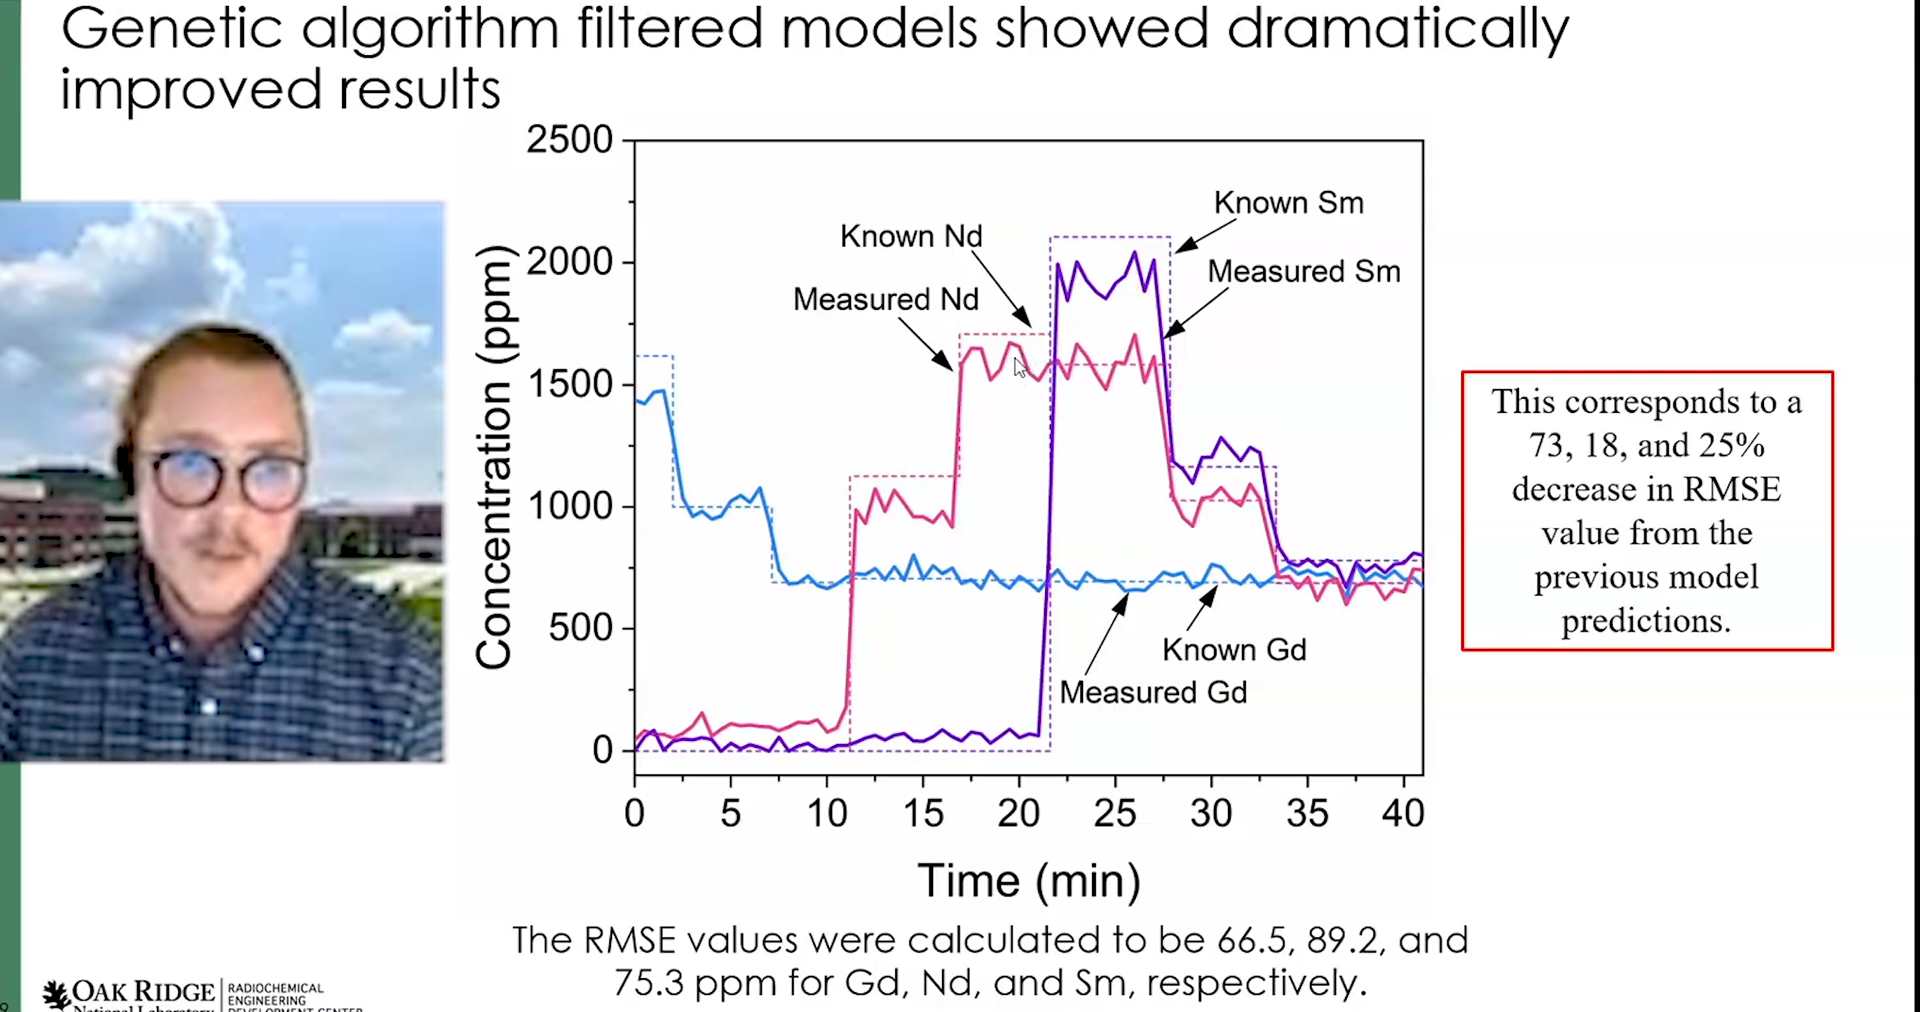 Genetic algorithm filtered models showed dramatically
improved results
2500
2000
1500
1000
500
0
Concentration (ppm)
Known Nd
Measured Nd
Known Sm
Measured Sm
Known Gd
Measured Gd
0 5 10 15 20 25 30 35 40
Time (min)
This corresponds to a
73, 18, and 25%
decrease in RMSE
value from the
previous model
predictions.
The RMSE values were calculated to be 66.5, 89.2, and
75.3 ppm for Gd, Nd, and Sm, respectively.
OAK RIDGE
National Laboratory
RADIOCHEMICAL
ENGINEERING
DEVELOPMENT CENTER